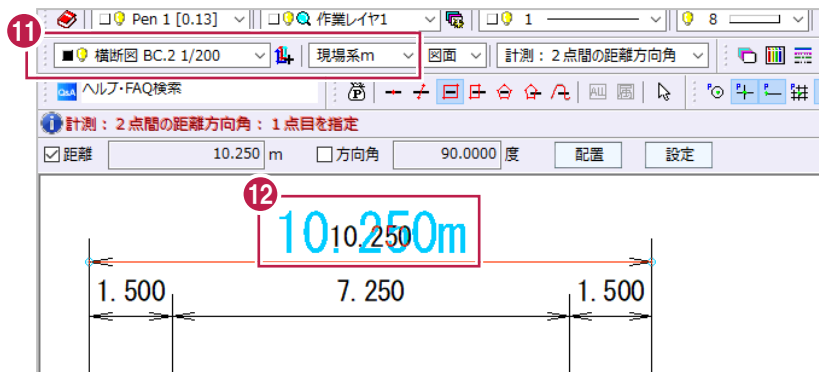 Pen 1 [0.13] 作業レイヤ1 1 8
11
横断図 BC.2 1/200 現場系m 図面 計測：２点間の距離方向角
Q&A ヘルプ・FAQ検索 ALL 属
計測：２点間の距離方向角：１点目を指定
距離 10.250 m 方向角 90.0000 度 配置 設定
12
10.250m
10.250
1.500 7.250 1.500